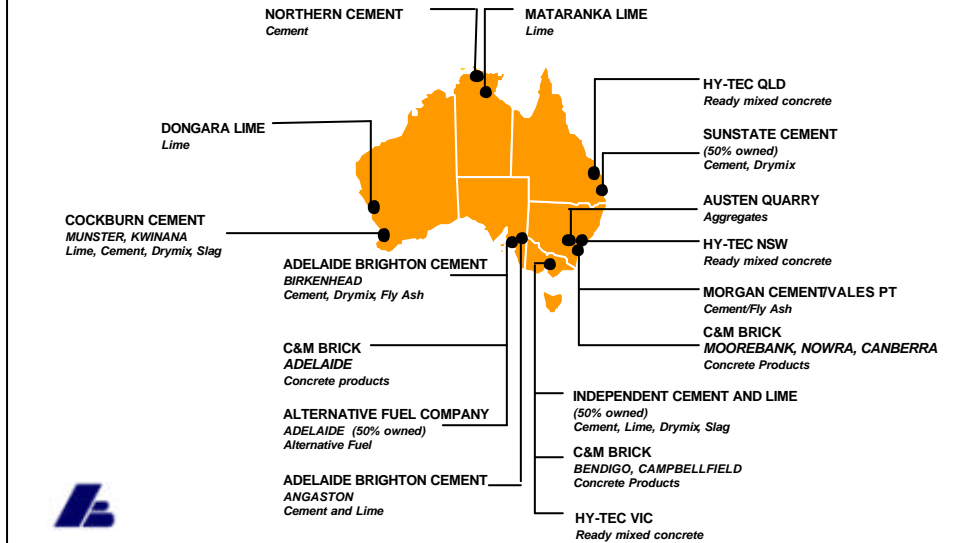 NORTHERN CEMENT
Cement
MATARANKA LIME
Lime
HY-TEC QLD
Ready mixed concrete
DONGARA LIME
Lime
SUNSTATE CEMENT
(50% owned)
Cement, Drymix
AUSTEN QUARRY
Aggregates
COCKBURN CEMENT
MUNSTER, KWINANA
Lime, Cement, Drymix, Slag
HY-TEC NSW
Ready mixed concrete
ADELAIDE BRIGHTON CEMENT
BIRKENHEAD
Cement, Drymix, Fly Ash
MORGAN CEMENT/VALES PT
Cement/Fly Ash
C&M BRICK
MOOREBANK, NOWRA, CANBERRA
Concrete Products
C&M BRICK
ADELAIDE
Concrete products
INDEPENDENT CEMENT AND LIME
(50% owned)
Cement, Lime, Drymix, Slag
ALTERNATIVE FUEL COMPANY
ADELAIDE (50% owned)
Alternative Fuel
C&M BRICK
BENDIGO, CAMPBELLFIELD
Concrete Products
ADELAIDE BRIGHTON CEMENT
ANGASTON
Cement and Lime
HY-TEC VIC
Ready mixed concrete